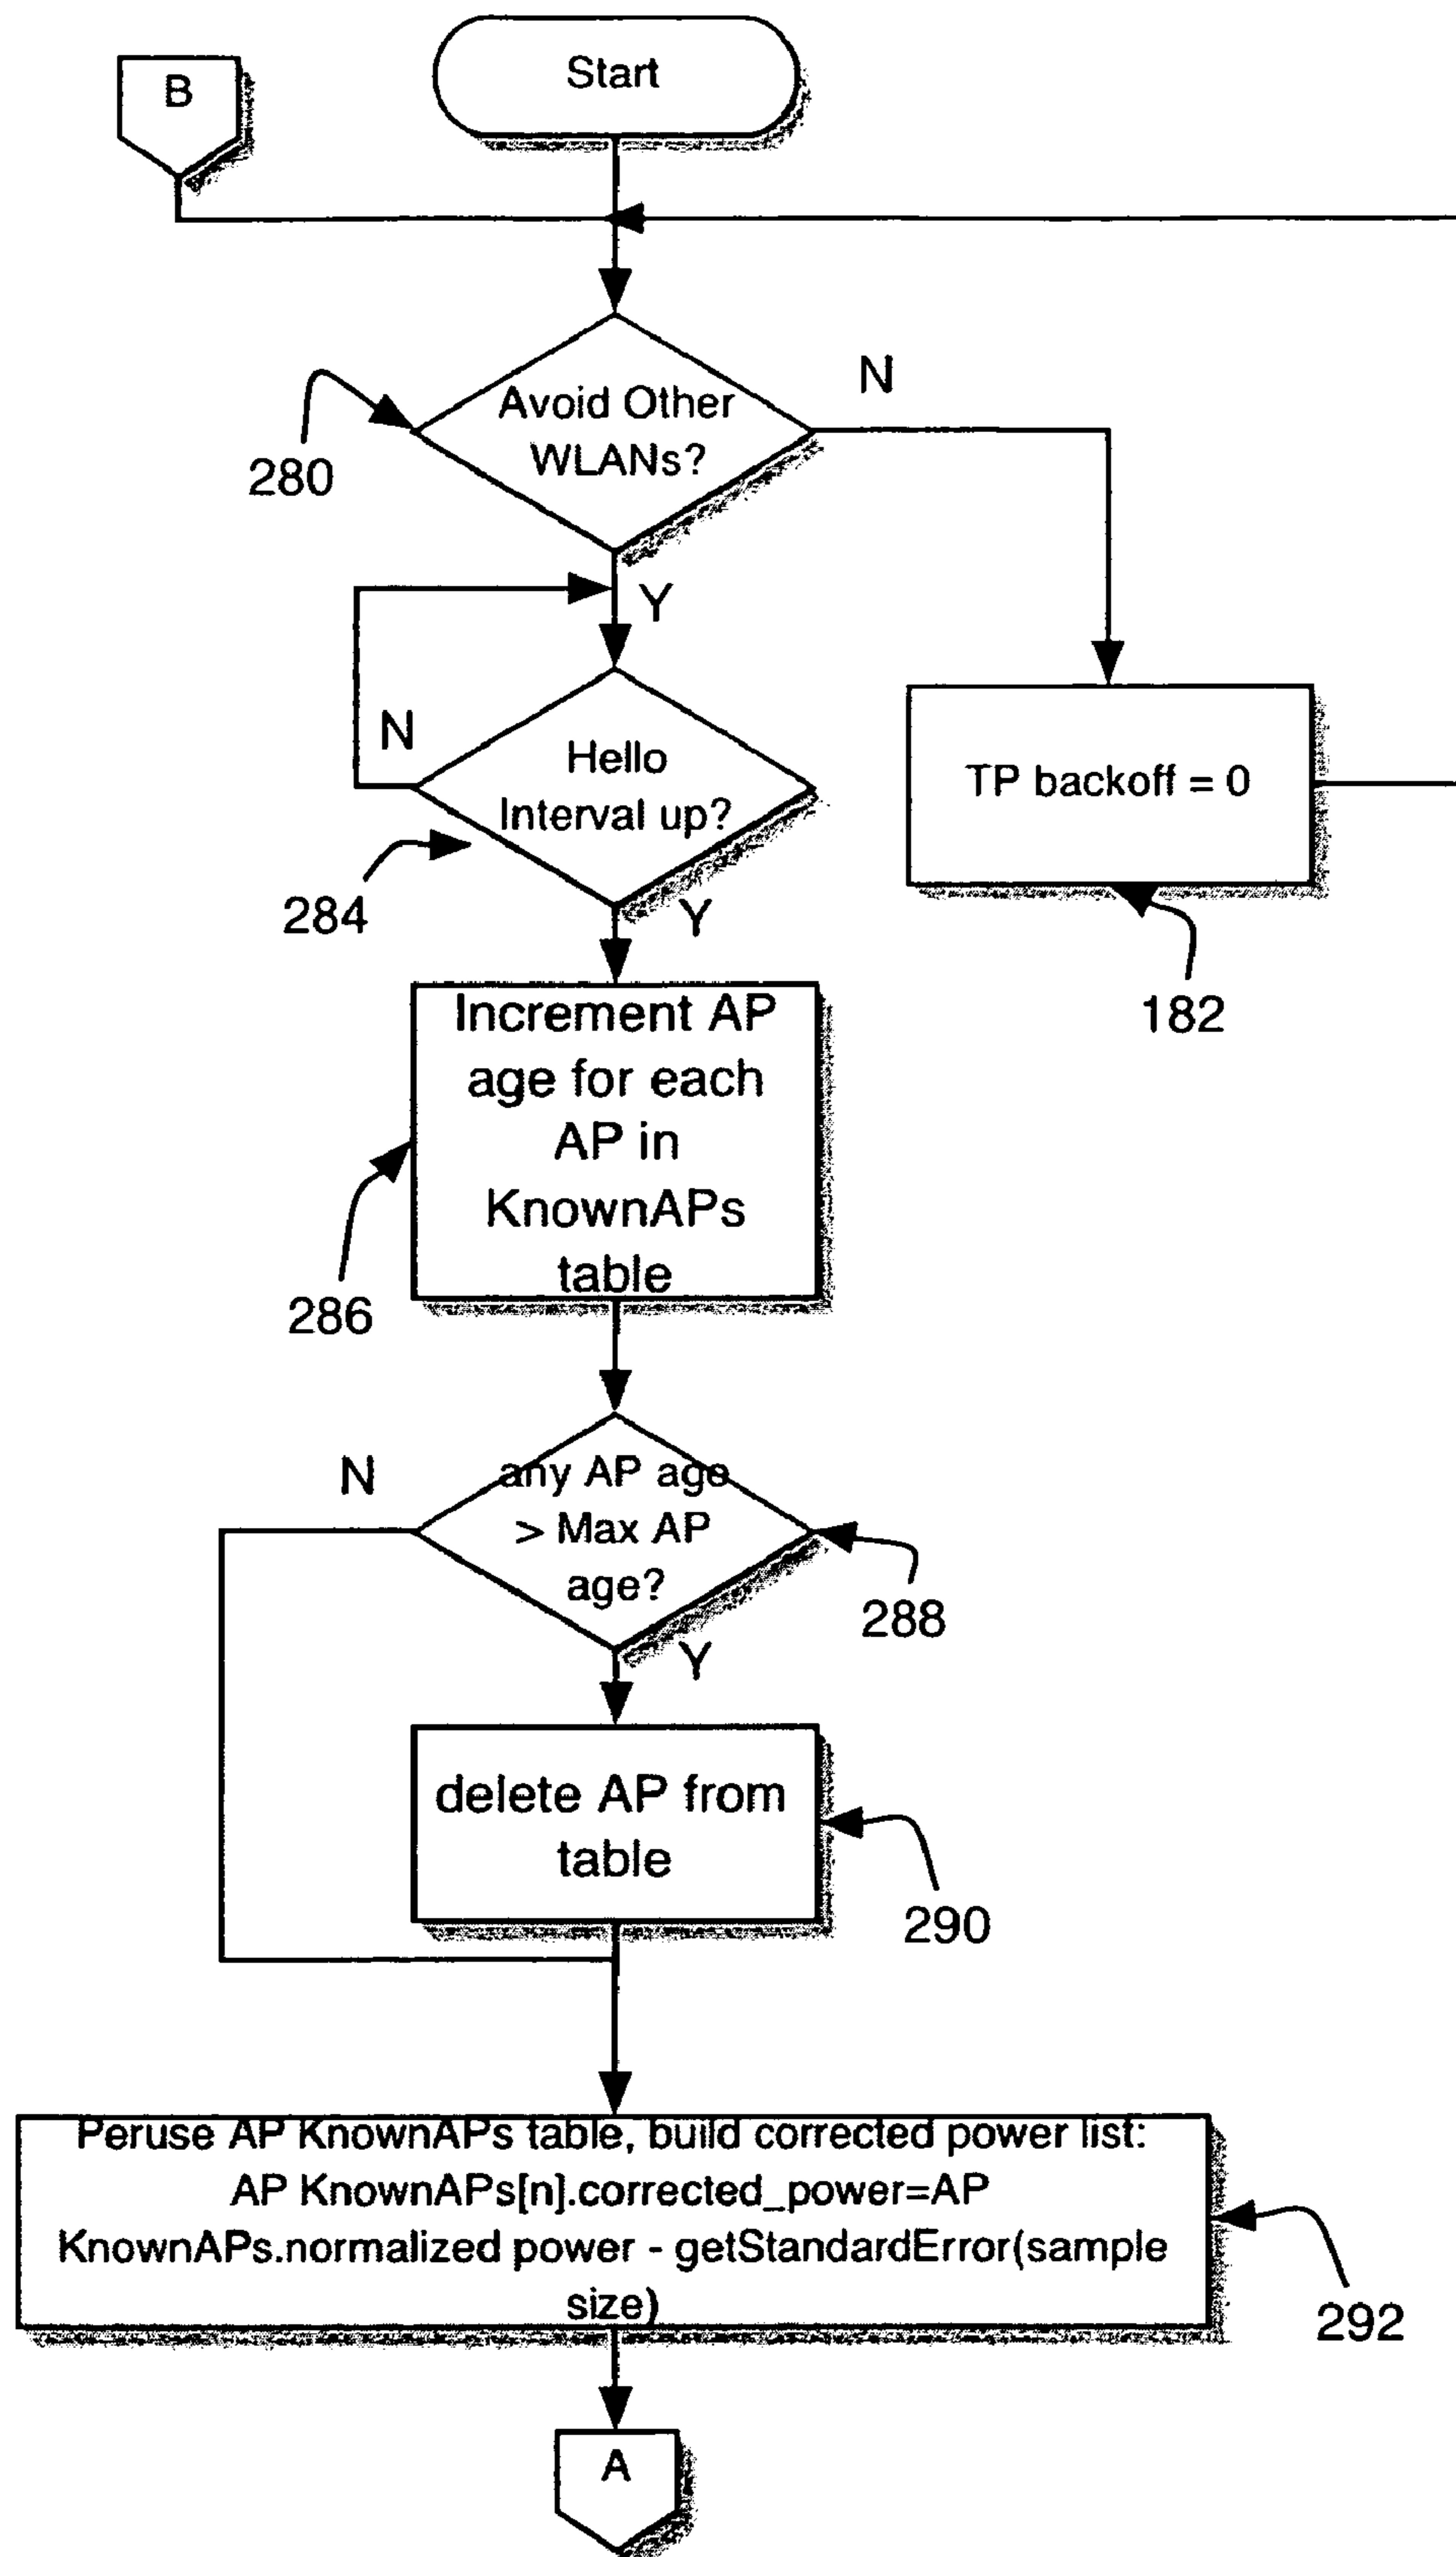 Start
B
Avoid Other
WLANs?
N
280
Y
N
Hello
Interval up?
TP backoff = 0
284
Y
182
Increment AP
age for each
AP in
KnownAPs
table
286
N
any AP age
> Max AP
age?
288
Y
delete AP from
table
290
Peruse AP KnownAPs table, build corrected power list:
AP KnownAPs[n].corrected_power=AP
KnownAPs.normalized power - getStandardError(sample
size)
292
A